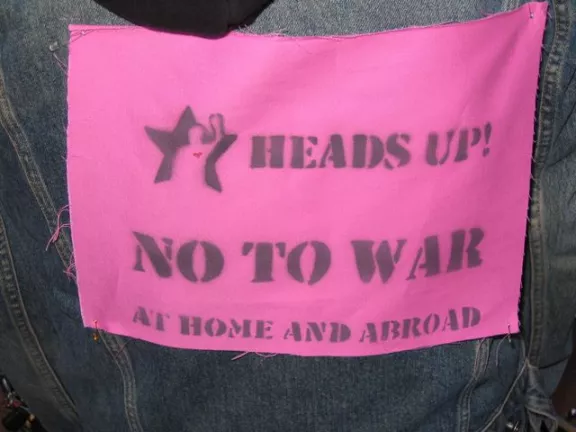 HEADS UP!
NO TO WAR
AT HOME AND ABROAD